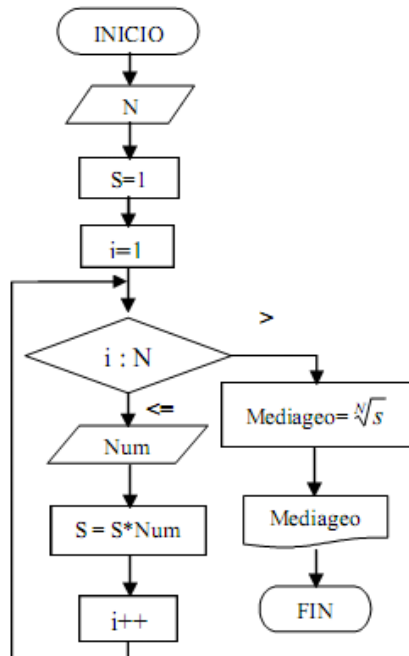 INICIO
N
S=1
i=1
>
i : N
<=
Mediageo= ᴺ√s
Num
Mediageo
S = S*Num
FIN
i++